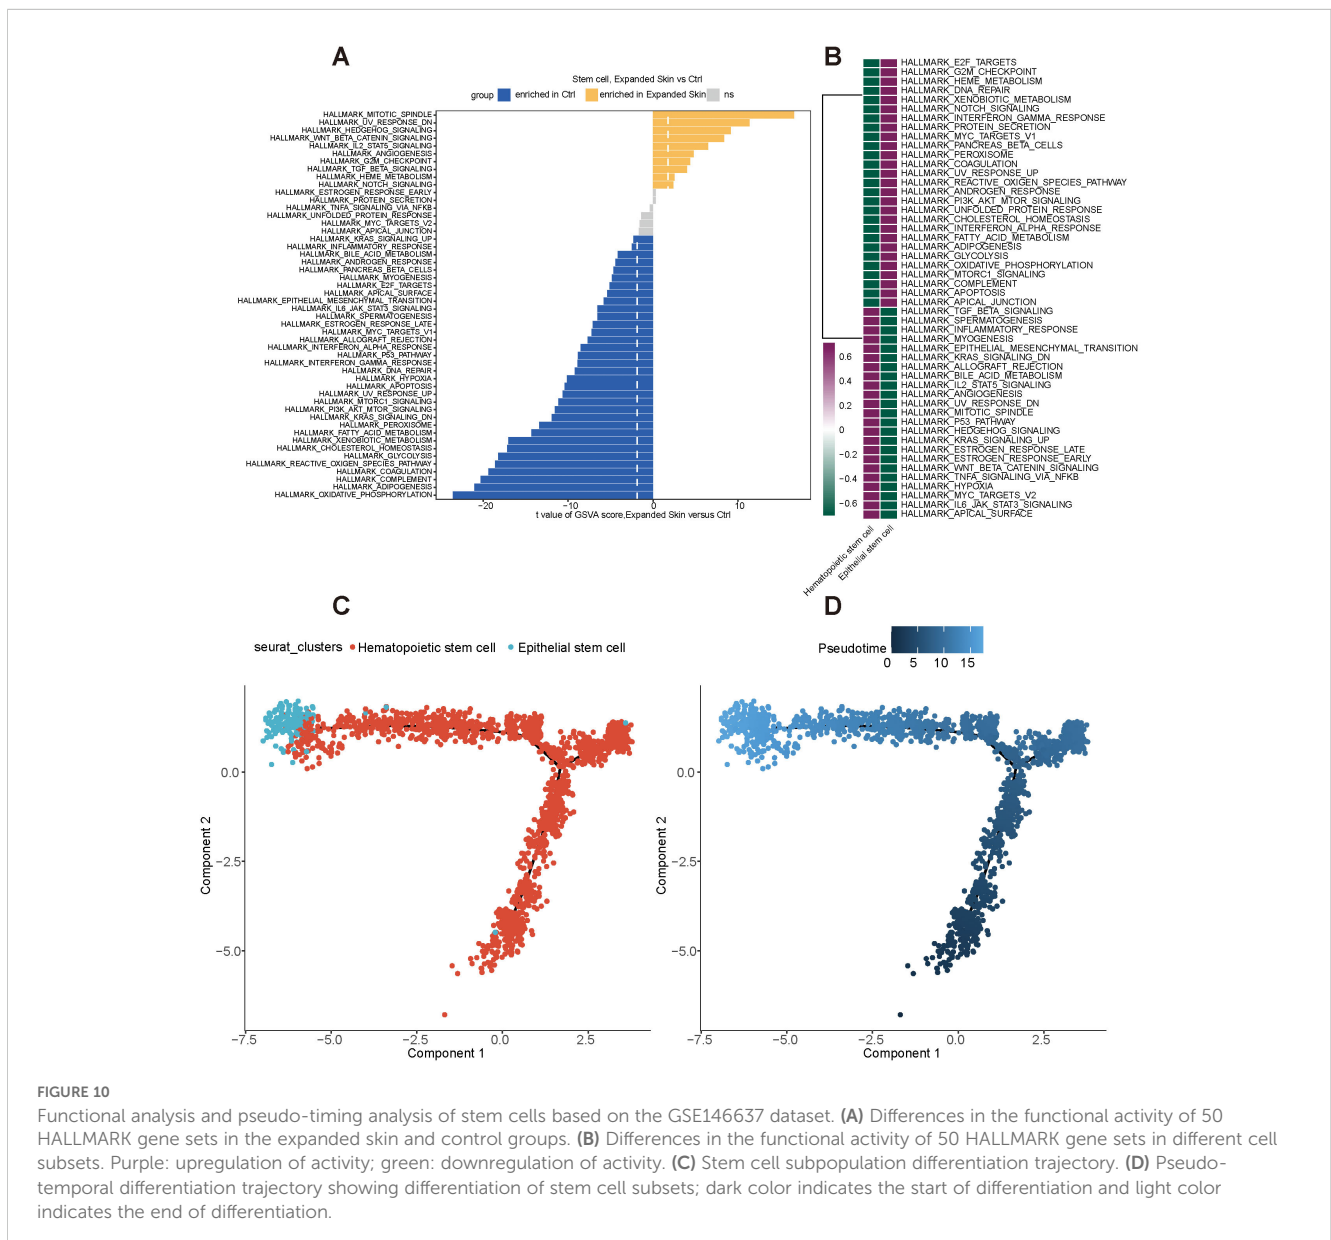 A
Stem cell, Expanded Skin vs Ctrl
group enriched in Ctrl enriched in Expanded Skin ns
HALLMARK_MITOTIC_SPINDLE
HALLMARK_UV_RESPONSE_DN
HALLMARK_HEDGEHOG_SIGNALING
HALLMARK_WNT_BETA_CATENIN_SIGNALING
HALLMARK_IL2_STAT5_SIGNALING
HALLMARK_ANGIOGENESIS
HALLMARK_G2M_CHECKPOINT
HALLMARK_TGF_BETA_SIGNALING
HALLMARK_HEME_METABOLISM
HALLMARK_NOTCH_SIGNALING
HALLMARK_ESTROGEN_RESPONSE_EARLY
HALLMARK_PROTEIN_SECRETION
HALLMARK_TNFA_SIGNALING_VIA_NFKB
HALLMARK_UNFOLDED_PROTEIN_RESPONSE
HALLMARK_MYC_TARGETS_V2
HALLMARK_APICAL_JUNCTION
HALLMARK_KRAS_SIGNALING_UP
HALLMARK_INFLAMMATORY_RESPONSE
HALLMARK_BILE_ACID_METABOLISM
HALLMARK_ANDROGEN_RESPONSE
HALLMARK_PANCREAS_BETA_CELLS
HALLMARK_MYOGENESIS
HALLMARK_E2F_TARGETS
HALLMARK_APICAL_SURFACE
HALLMARK_EPITHELIAL_MESENCHYMAL_TRANSITION
HALLMARK_IL6_JAK_STAT3_SIGNALING
HALLMARK_SPERMATOGENESIS
HALLMARK_ESTROGEN_RESPONSE_LATE
HALLMARK_MYC_TARGETS_V1
HALLMARK_ALLOGRAFT_REJECTION
HALLMARK_INTERFERON_ALPHA_RESPONSE
HALLMARK_P53_PATHWAY
HALLMARK_INTERFERON_GAMMA_RESPONSE
HALLMARK_DNA_REPAIR
HALLMARK_HYPOXIA
HALLMARK_APOPTOSIS
HALLMARK_UV_RESPONSE_UP
HALLMARK_MTORC1_SIGNALING
HALLMARK_PI3K_AKT_MTOR_SIGNALING
HALLMARK_KRAS_SIGNALING_DN
HALLMARK_PEROXISOME
HALLMARK_FATTY_ACID_METABOLISM
HALLMARK_XENOBIOTIC_METABOLISM
HALLMARK_CHOLESTEROL_HOMEOSTASIS
HALLMARK_GLYCOLYSIS
HALLMARK_REACTIVE_OXIGEN_SPECIES_PATHWAY
HALLMARK_COAGULATION
HALLMARK_COMPLEMENT
HALLMARK_ADIPOGENESIS
HALLMARK_OXIDATIVE_PHOSPHORYLATION
−20 −10 0 10
t value of GSVA score,Expanded Skin versus Ctrl
B
HALLMARK_E2F_TARGETS
HALLMARK_G2M_CHECKPOINT
HALLMARK_HEME_METABOLISM
HALLMARK_DNA_REPAIR
HALLMARK_XENOBIOTIC_METABOLISM
HALLMARK_NOTCH_SIGNALING
HALLMARK_INTERFERON_GAMMA_RESPONSE
HALLMARK_PROTEIN_SECRETION
HALLMARK_MYC_TARGETS_V1
HALLMARK_PANCREAS_BETA_CELLS
HALLMARK_PEROXISOME
HALLMARK_COAGULATION
HALLMARK_UV_RESPONSE_UP
HALLMARK_REACTIVE_OXIGEN_SPECIES_PATHWAY
HALLMARK_ANDROGEN_RESPONSE
HALLMARK_PI3K_AKT_MTOR_SIGNALING
HALLMARK_UNFOLDED_PROTEIN_RESPONSE
HALLMARK_CHOLESTEROL_HOMEOSTASIS
HALLMARK_INTERFERON_ALPHA_RESPONSE
HALLMARK_FATTY_ACID_METABOLISM
HALLMARK_ADIPOGENESIS
HALLMARK_GLYCOLYSIS
HALLMARK_OXIDATIVE_PHOSPHORYLATION
HALLMARK_MTORC1_SIGNALING
HALLMARK_COMPLEMENT
HALLMARK_APOPTOSIS
HALLMARK_APICAL_JUNCTION
HALLMARK_TGF_BETA_SIGNALING
HALLMARK_SPERMATOGENESIS
HALLMARK_INFLAMMATORY_RESPONSE
HALLMARK_MYOGENESIS
HALLMARK_EPITHELIAL_MESENCHYMAL_TRANSITION
HALLMARK_KRAS_SIGNALING_DN
HALLMARK_ALLOGRAFT_REJECTION
HALLMARK_BILE_ACID_METABOLISM
HALLMARK_IL2_STAT5_SIGNALING
HALLMARK_ANGIOGENESIS
HALLMARK_UV_RESPONSE_DN
HALLMARK_MITOTIC_SPINDLE
HALLMARK_P53_PATHWAY
HALLMARK_HEDGEHOG_SIGNALING
HALLMARK_KRAS_SIGNALING_UP
HALLMARK_ESTROGEN_RESPONSE_LATE
HALLMARK_ESTROGEN_RESPONSE_EARLY
HALLMARK_WNT_BETA_CATENIN_SIGNALING
HALLMARK_TNFA_SIGNALING_VIA_NFKB
HALLMARK_HYPOXIA
HALLMARK_MYC_TARGETS_V2
HALLMARK_IL6_JAK_STAT3_SIGNALING
HALLMARK_APICAL_SURFACE
0.6
0.4
0.2
0
−0.2
−0.4
−0.6
Hematopoietic stem cell
Epithelial stem cell
C
seurat_clusters Hematopoietic stem cell Epithelial stem cell
Component 2
0.0
−2.5
−5.0
−7.5 −5.0 −2.5 0.0 2.5
Component 1
D
Pseudotime
0 5 10 15
Component 2
0.0
−2.5
−5.0
−7.5 −5.0 −2.5 0.0 2.5
Component 1
FIGURE 10
Functional analysis and pseudo-timing analysis of stem cells based on the GSE146637 dataset. (A) Differences in the functional activity of 50
HALLMARK gene sets in the expanded skin and control groups. (B) Differences in the functional activity of 50 HALLMARK gene sets in different cell
subsets. Purple: upregulation of activity; green: downregulation of activity. (C) Stem cell subpopulation differentiation trajectory. (D) Pseudo-
temporal differentiation trajectory showing differentiation of stem cell subsets; dark color indicates the start of differentiation and light color
indicates the end of differentiation.